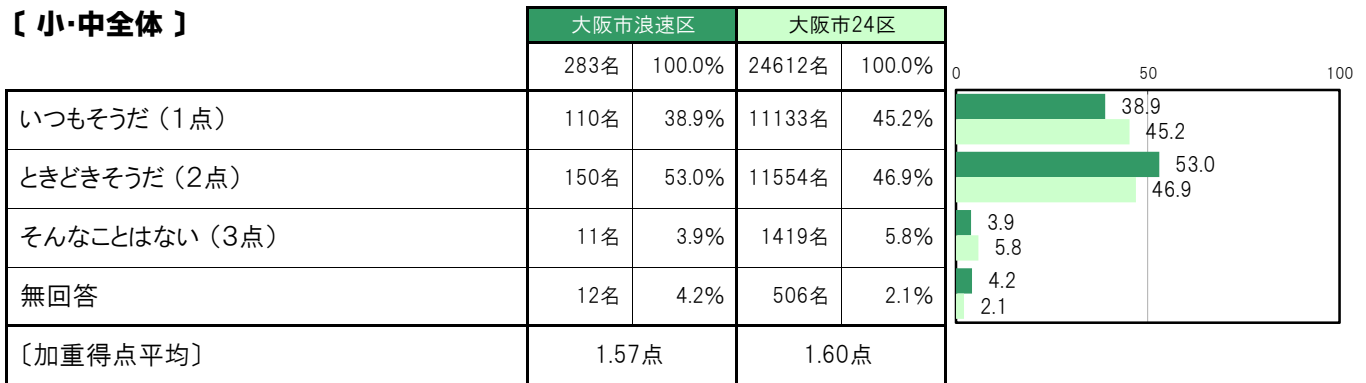 〔 小・中全体 〕
大阪市浪速区 大阪市24区
283名 100.0% 24612名 100.0%
0 50 100
いつもそうだ（1点） 110名 38.9% 11133名 45.2%
38.9
45.2
ときどきそうだ（2点） 150名 53.0% 11554名 46.9%
53.0
46.9
そんなことはない（3点） 11名 3.9% 1419名 5.8%
3.9
5.8
無回答 12名 4.2% 506名 2.1%
4.2
2.1
〔加重得点平均〕 1.57点 1.60点